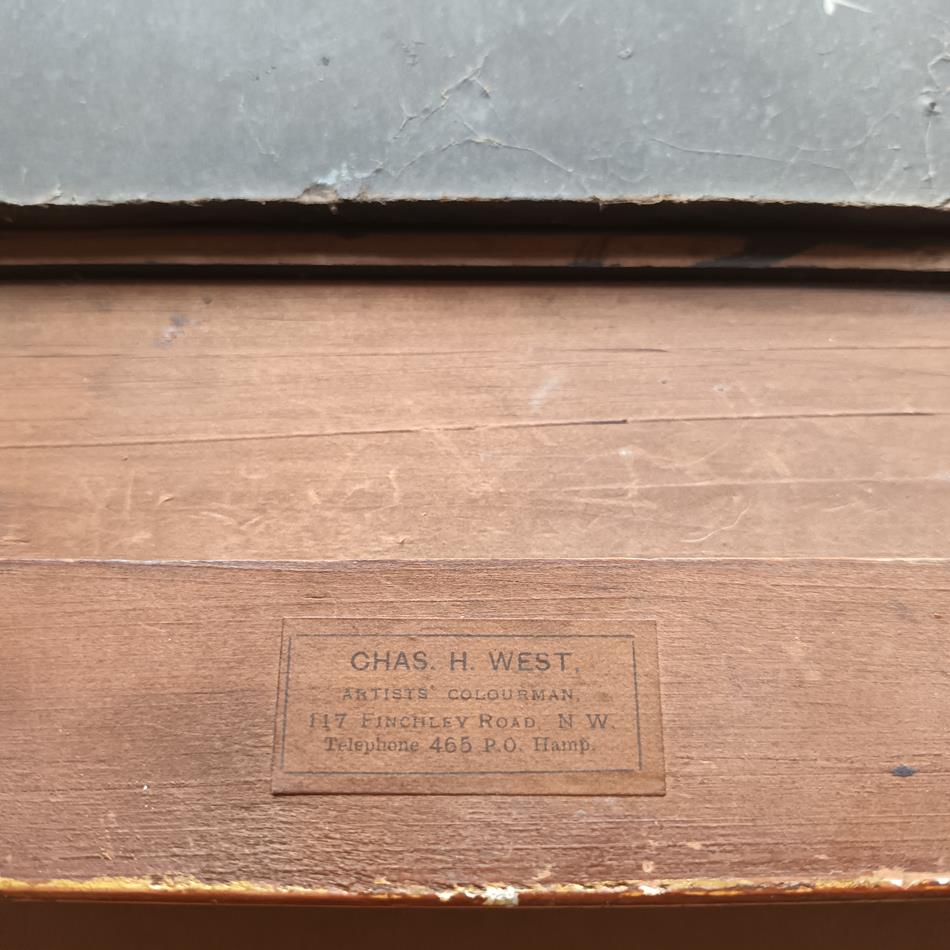 CHAS. H. WEST,
ARTISTS' COLOURMAN,
117 FINCHLEY ROAD, N.W.
Telephone 465 P.O. Hamp.